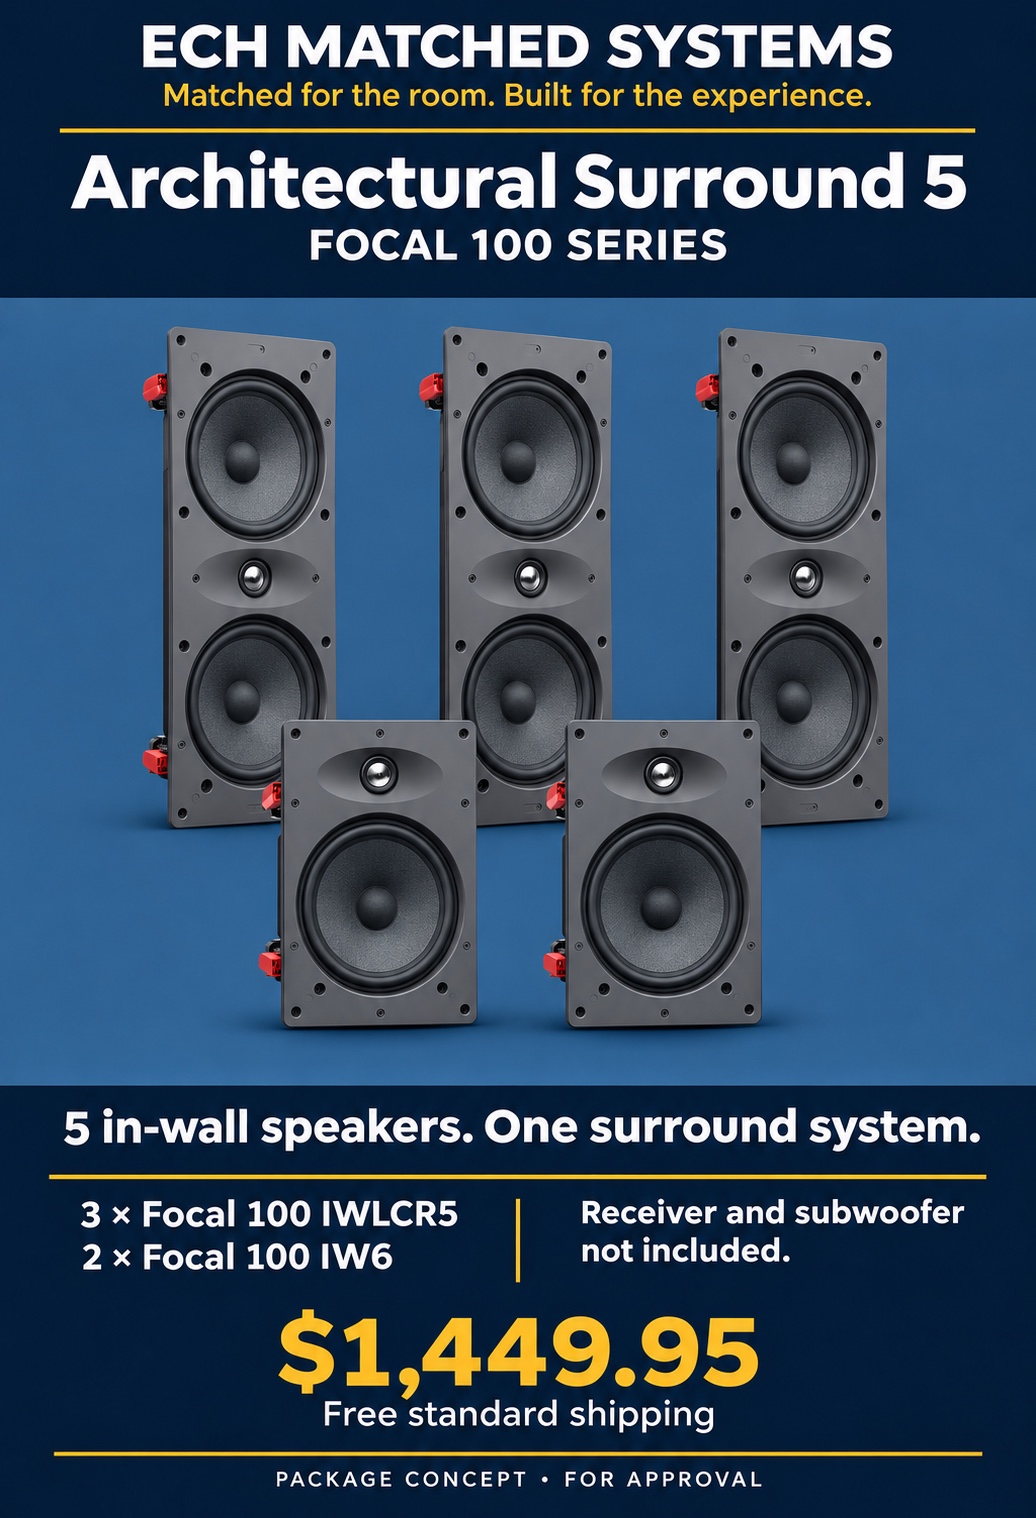 ECH MATCHED SYSTEMS
Matched for the room. Built for the experience.
Architectural Surround 5
FOCAL 100 SERIES
5 in-wall speakers. One surround system.
3 × Focal 100 IWLCR5
2 × Focal 100 IW6
Receiver and subwoofer
not included.
$1,449.95
Free standard shipping
PACKAGE CONCEPT • FOR APPROVAL